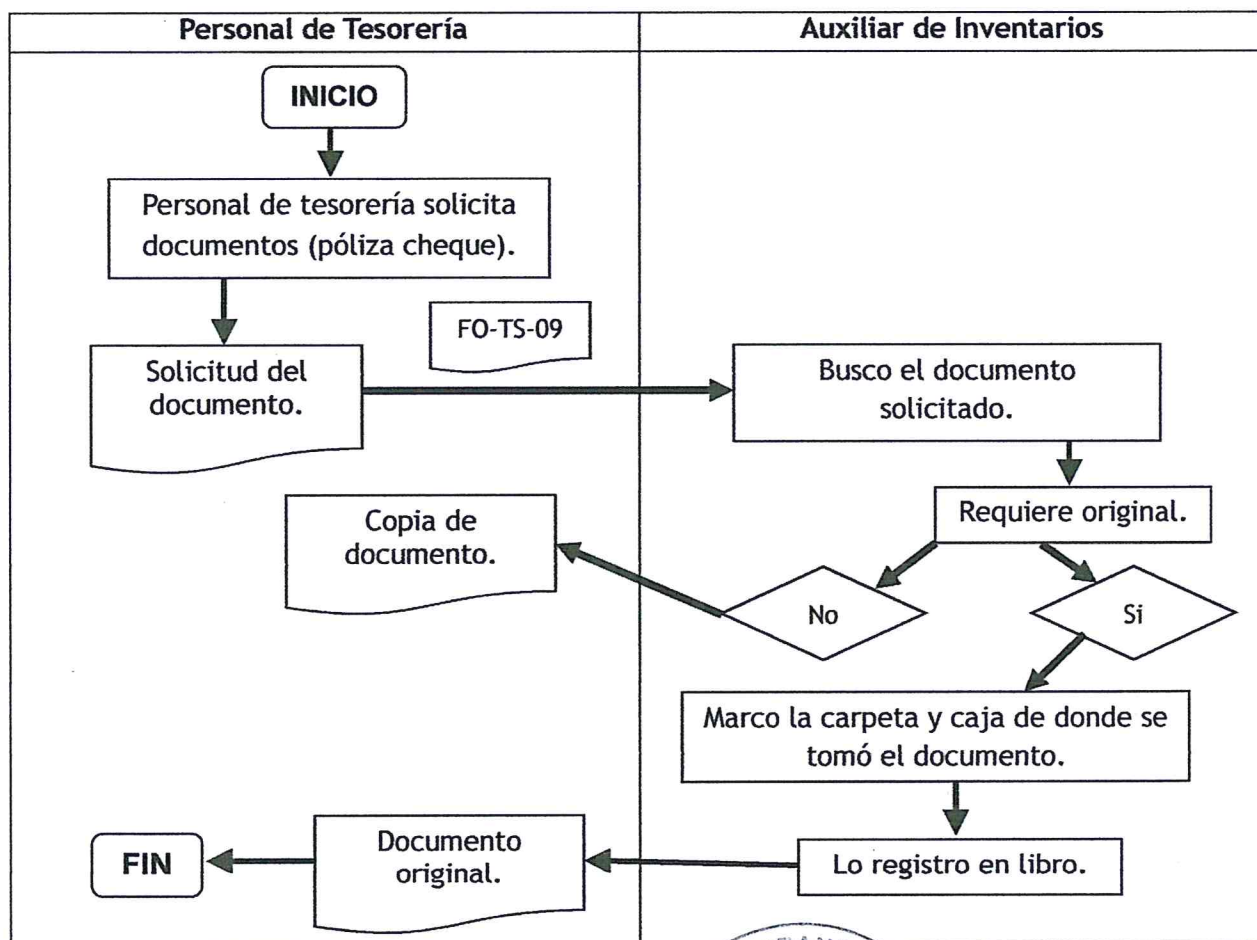 Personal de Tesorería
Auxiliar de Inventarios
INICIO
Personal de tesorería solicita
documentos (póliza cheque).
FO-TS-09
Solicitud del
documento.
Busco el documento
solicitado.
Requiere original.
Copia de
documento.
No
Si
Marco la carpeta y caja de donde se
tomó el documento.
Lo registro en libro.
Documento
original.
FIN